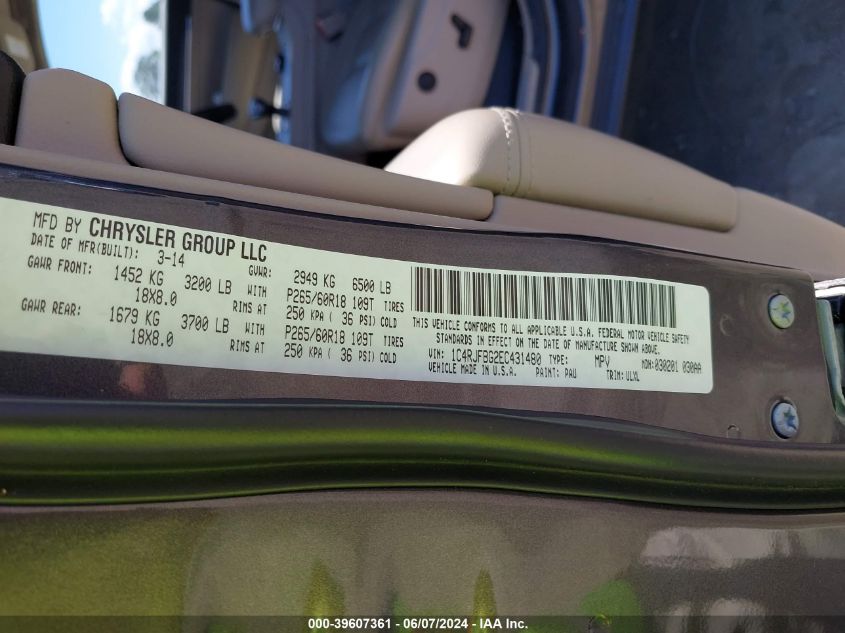 MFD BY CHRYSLER GROUP LLC
DATE OF MFR(BUILT): 3-14 GVWR: 2949 KG 6500 LB
GAWR FRONT: 1452 KG 3200 LB WITH P265/60R18 109T TIRES
18X8.0 RIMS AT 250 KPA ( 36 PSI) COLD
GAWR REAR: 1679 KG 3700 LB WITH P265/60R18 109T TIRES
18X8.0 RIMS AT 250 KPA ( 36 PSI) COLD
THIS VEHICLE CONFORMS TO ALL APPLICABLE U.S.A. FEDERAL MOTOR VEHICLE SAFETY
STANDARDS IN EFFECT ON THE DATE OF MANUFACTURE SHOWN ABOVE.
VIN: 1C4RJFBG2EC431480 TYPE: MPV MDH:030201 030AA
VEHICLE MADE IN U.S.A. PAINT: PAU TRIM: ULXL
000-39607361 - 06/07/2024 - IAA Inc.